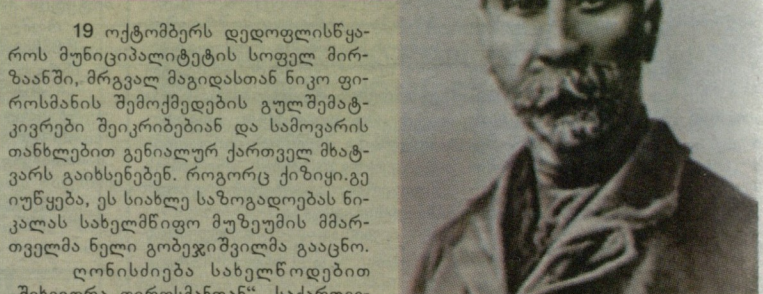 19 ოქტომბერს დედოფლისწყა-
როს მუნიციპალიტეტის სოფელ მირ-
ზაანში, მრგვალ მაგიდასთან ნიკო ფი-
როსმანის შემოქმედების გულშემატ-
კივრები შეიკრიბებიან და სამოვარის
თანხლებით გენიალურ ქართველ მხატ-
ვარს გაიხსენებენ. როგორც ქიზიყი.გე
იუწყება, ეს სიახლე საზოგადოებას ნი-
კალას სახელმწიფო მუზეუმის მმარ-
თველმა ნელი გობეჯიშვილმა გააცნო.
ღონისძიება სახელწოდებით